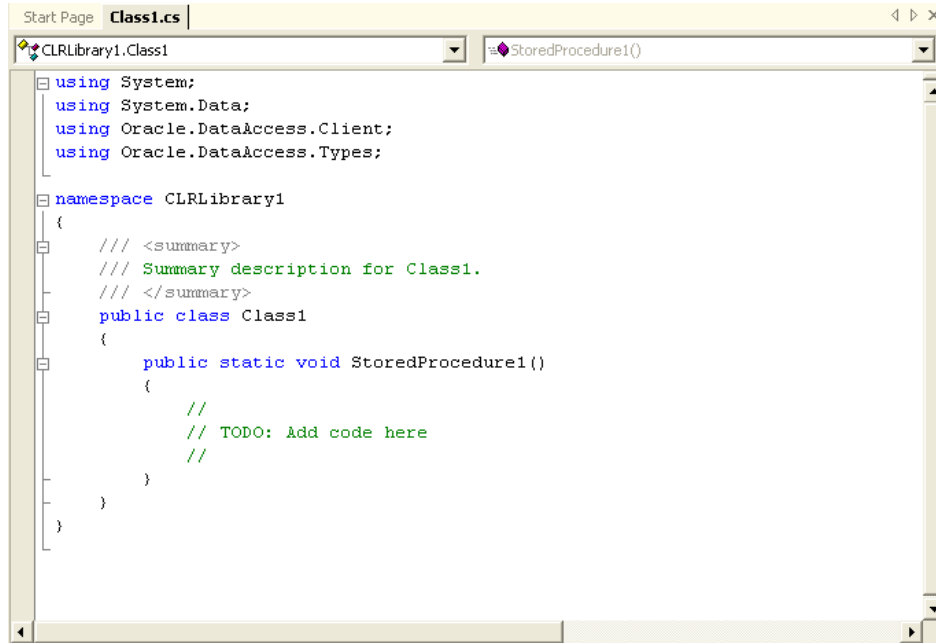 Start Page Class1.cs
CLRLibrary1.Class1 StoredProcedure1()
using System;
using System.Data;
using Oracle.DataAccess.Client;
using Oracle.DataAccess.Types;
namespace CLRLibrary1
{
/// <summary>
/// Summary description for Class1.
/// </summary>
public class Class1
{
public static void StoredProcedure1()
{
//
// TODO: Add code here
//
}
}
}